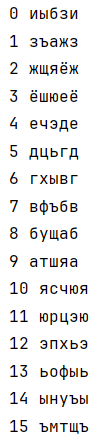 0 иыбзи
1 зъажз
2 жщяёж
3 ёшюеё
4 ечэде
5 дцьгд
6 гхывг
7 вфъбв
8 бущаб
9 атшяа
10 ясчюя
11 юрцэю
12 эпхьэ
13 ьофыь
14 ынуъы
15 ъмтщъ